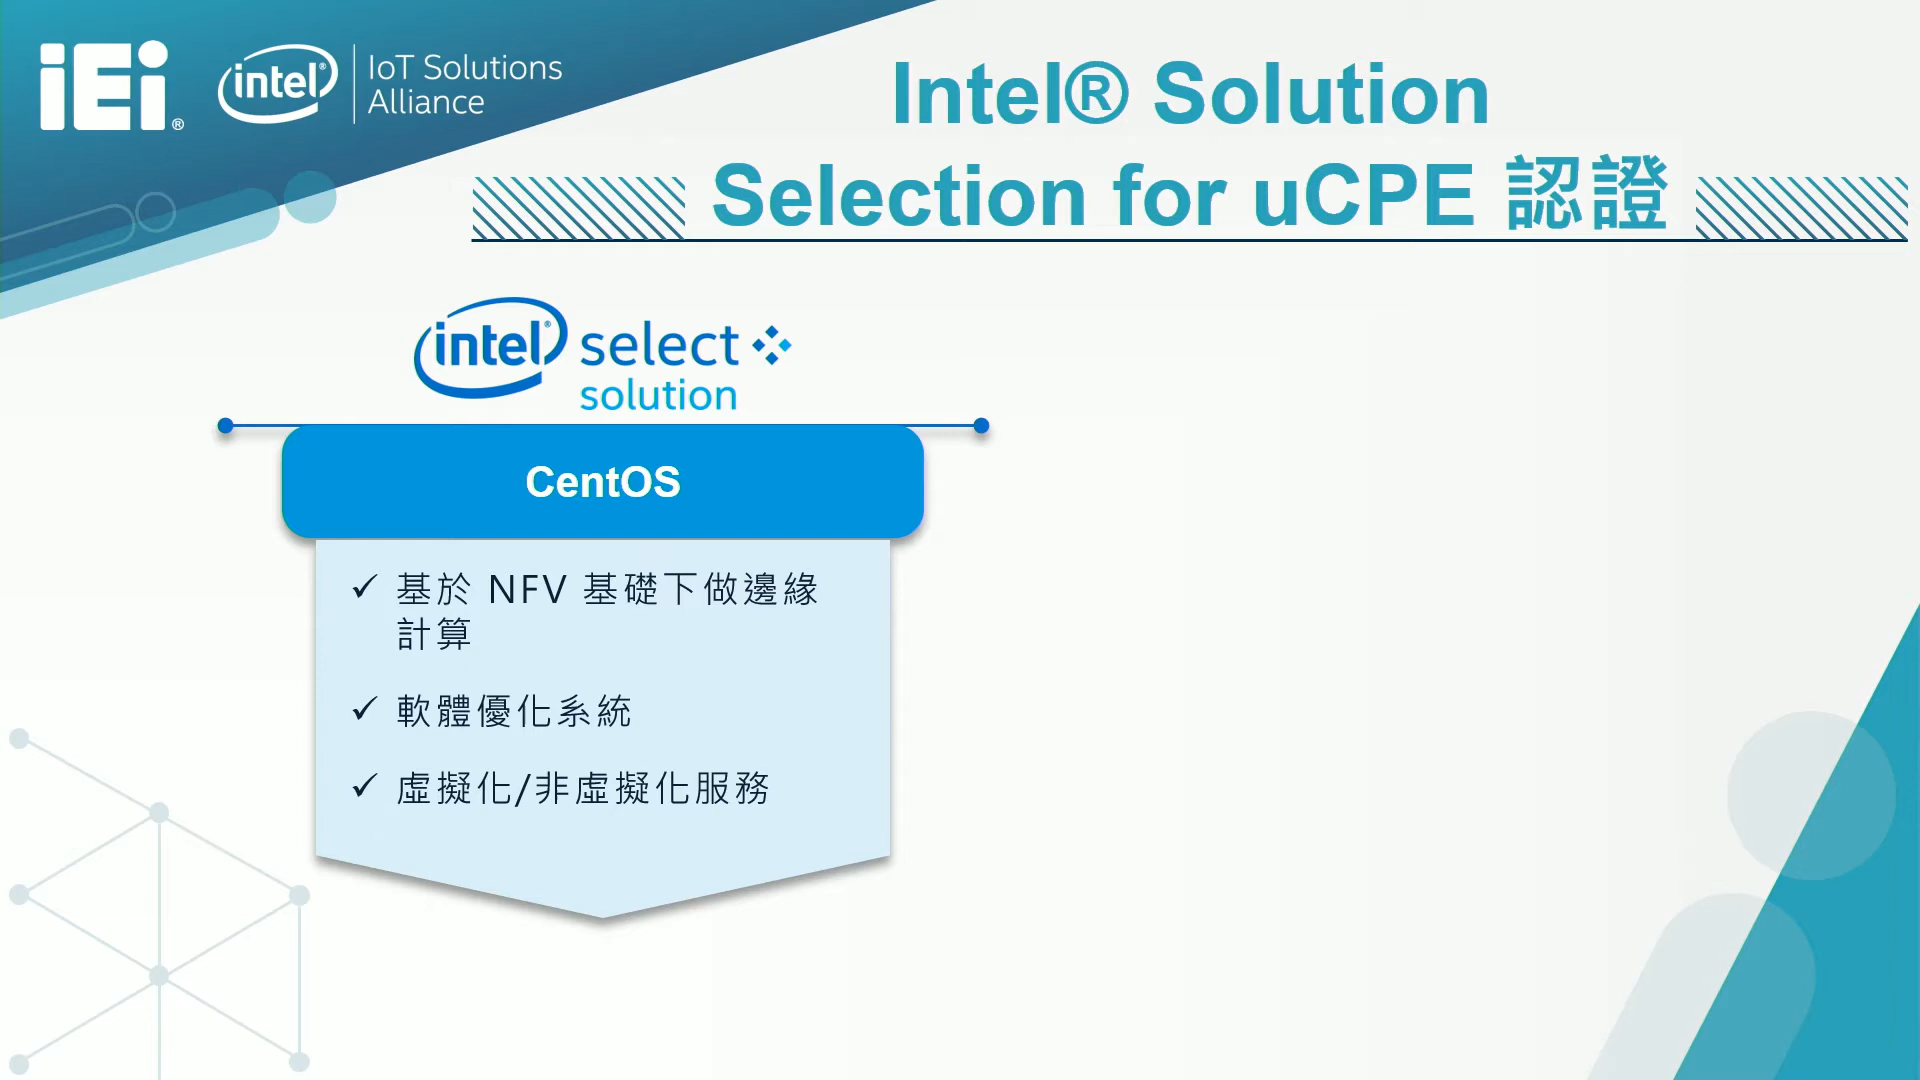 iEi®
intel® IoT Solutions
Alliance
Intel® Solution
Selection for uCPE 認證
intel® select
solution
CentOS
✓ 基於 NFV 基礎下做邊緣
計算
✓ 軟體優化系統
✓ 虛擬化/非虛擬化服務